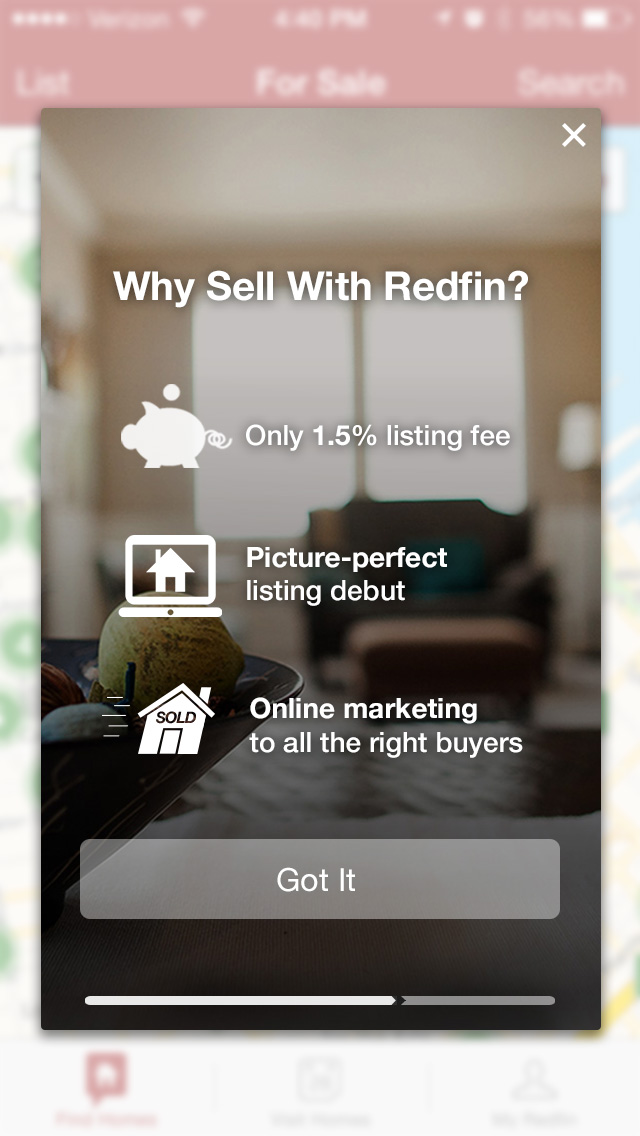 Verizon 4:40 PM 56%
List For Sale Search
Why Sell With Redfin?
Only 1.5% listing fee
Picture-perfect
listing debut
SOLD
Online marketing
to all the right buyers
Got It
Find Homes Visit Homes My Redfin